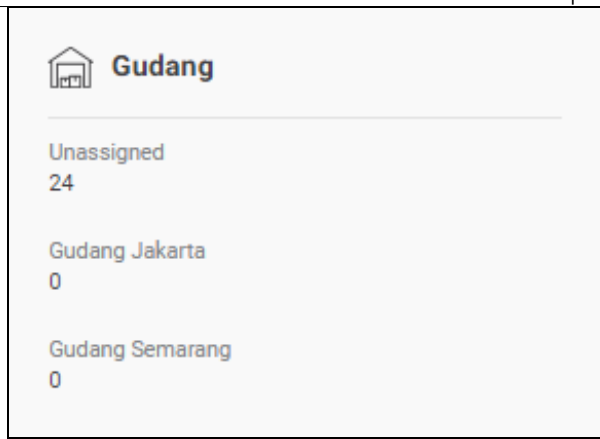 Gudang
Unassigned
24
Gudang Jakarta
0
Gudang Semarang
0